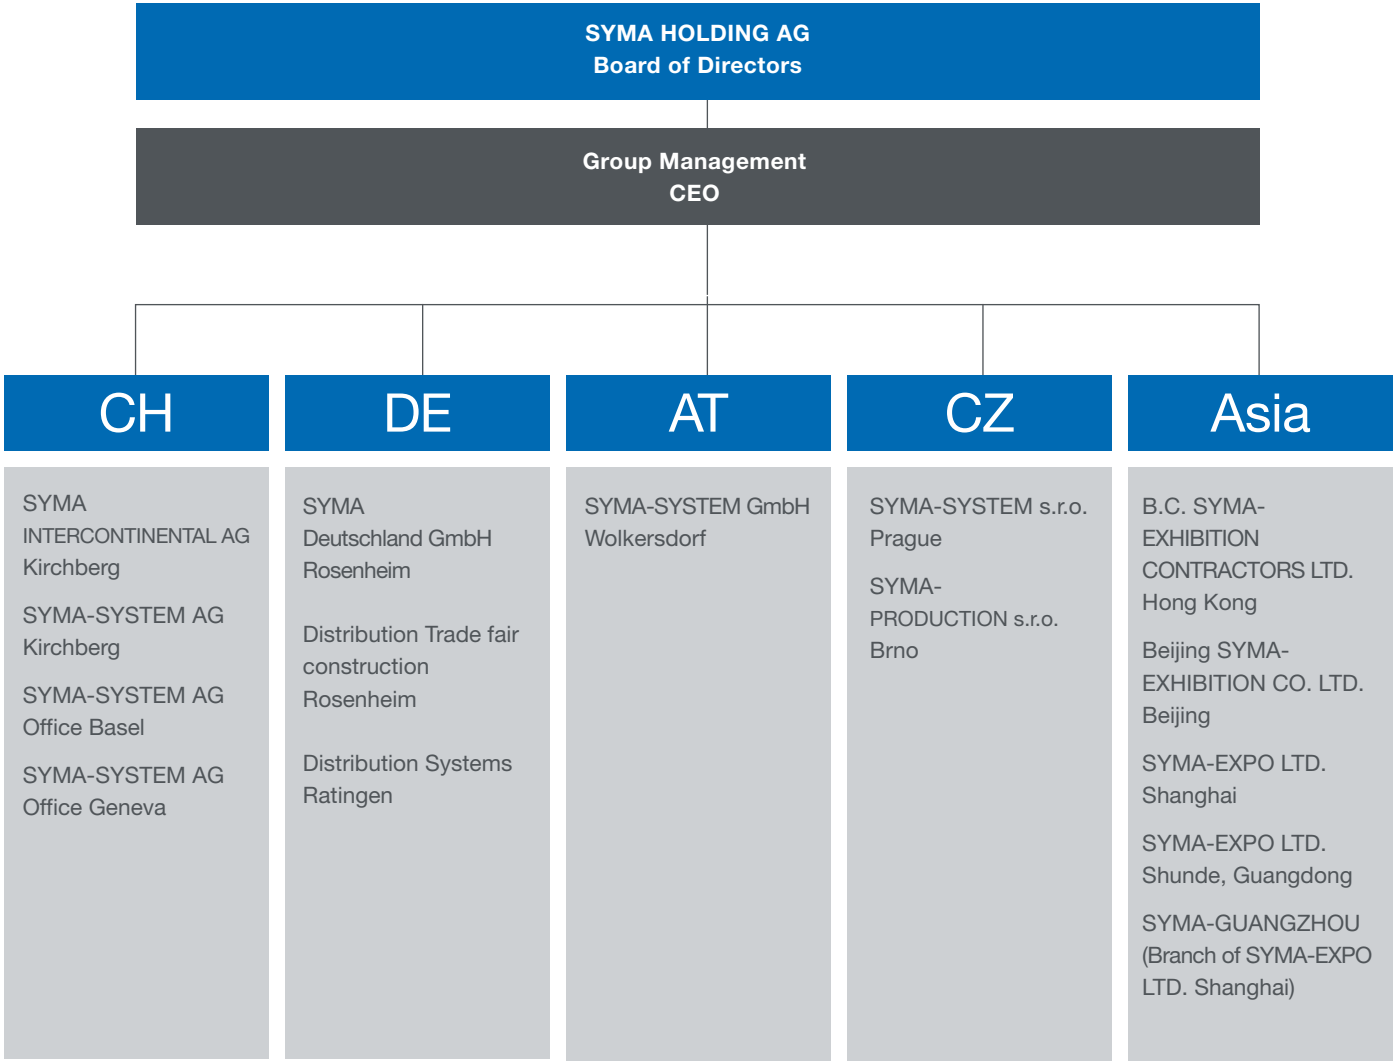 SYMA HOLDING AG
Board of Directors
Group Management
CEO
CH
SYMA
INTERCONTINENTAL AG
Kirchberg
SYMA-SYSTEM AG
Kirchberg
SYMA-SYSTEM AG
Office Basel
SYMA-SYSTEM AG
Office Geneva
DE
SYMA
Deutschland GmbH
Rosenheim
Distribution Trade fair
construction
Rosenheim
Distribution Systems
Ratingen
AT
SYMA-SYSTEM GmbH
Wolkersdorf
CZ
SYMA-SYSTEM s.r.o.
Prague
SYMA-
PRODUCTION s.r.o.
Brno
Asia
B.C. SYMA-
EXHIBITION
CONTRACTORS LTD.
Hong Kong
Beijing SYMA-
EXHIBITION CO. LTD.
Beijing
SYMA-EXPO LTD.
Shanghai
SYMA-EXPO LTD.
Shunde, Guangdong
SYMA-GUANGZHOU
(Branch of SYMA-EXPO
LTD. Shanghai)